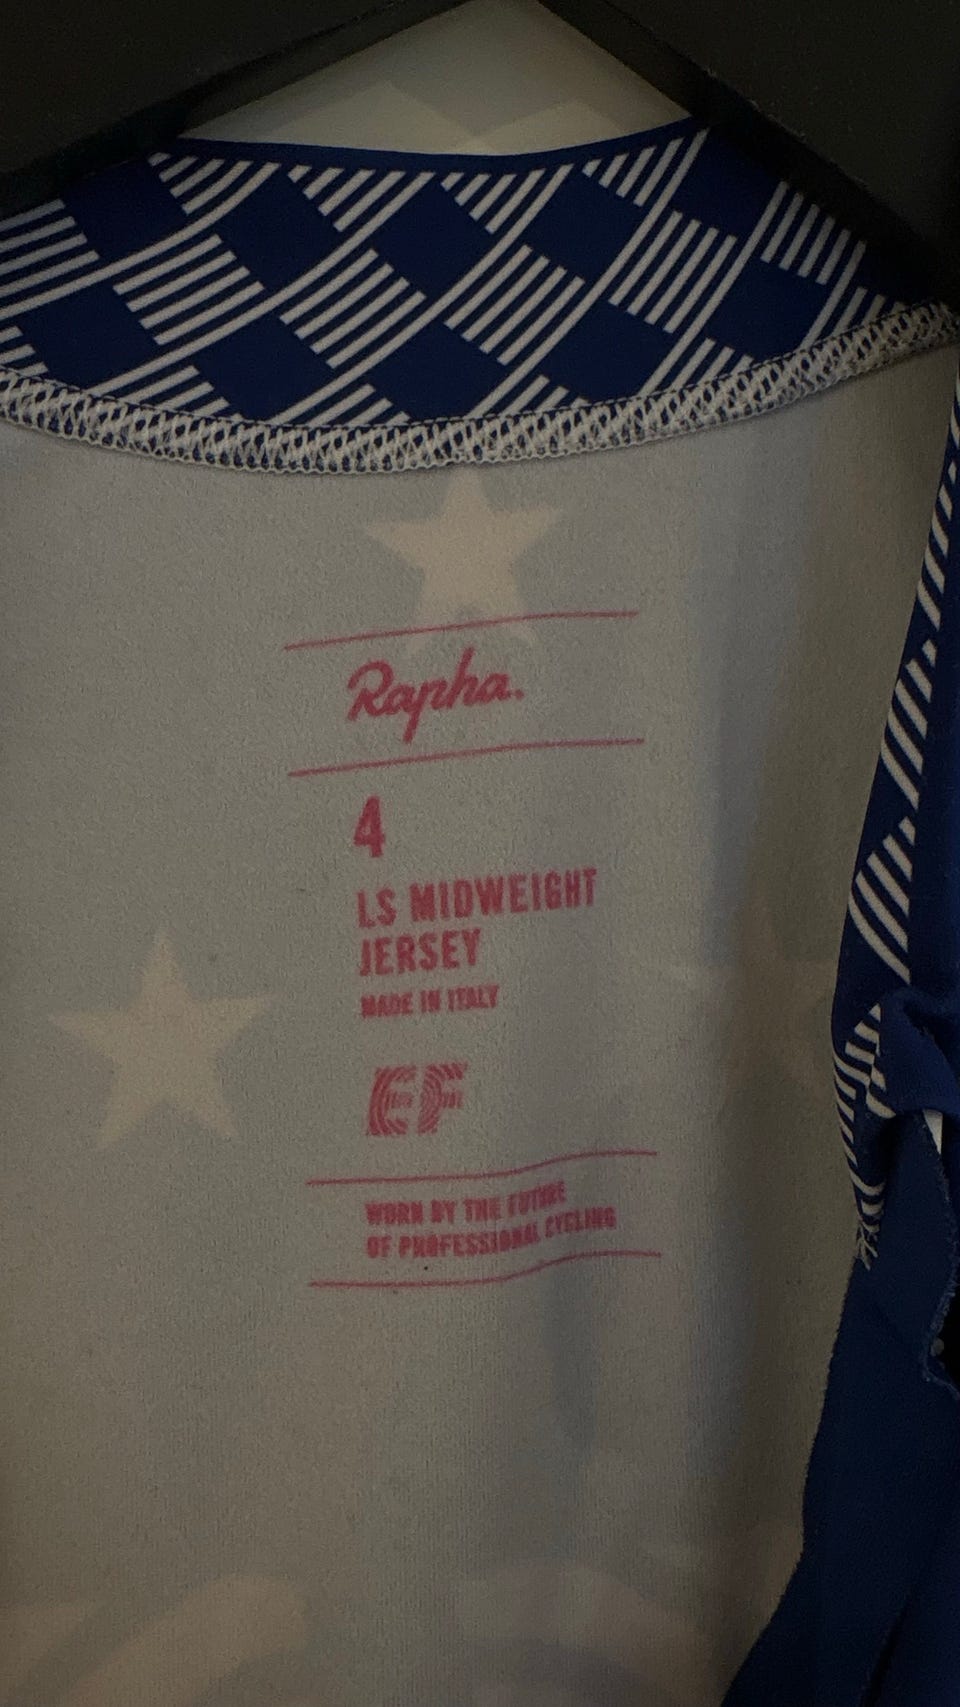 Rapha.
4
LS MIDWEIGHT
JERSEY
MADE IN ITALY
EF
WORN BY THE FUTURE
OF PROFESSIONAL CYCLING